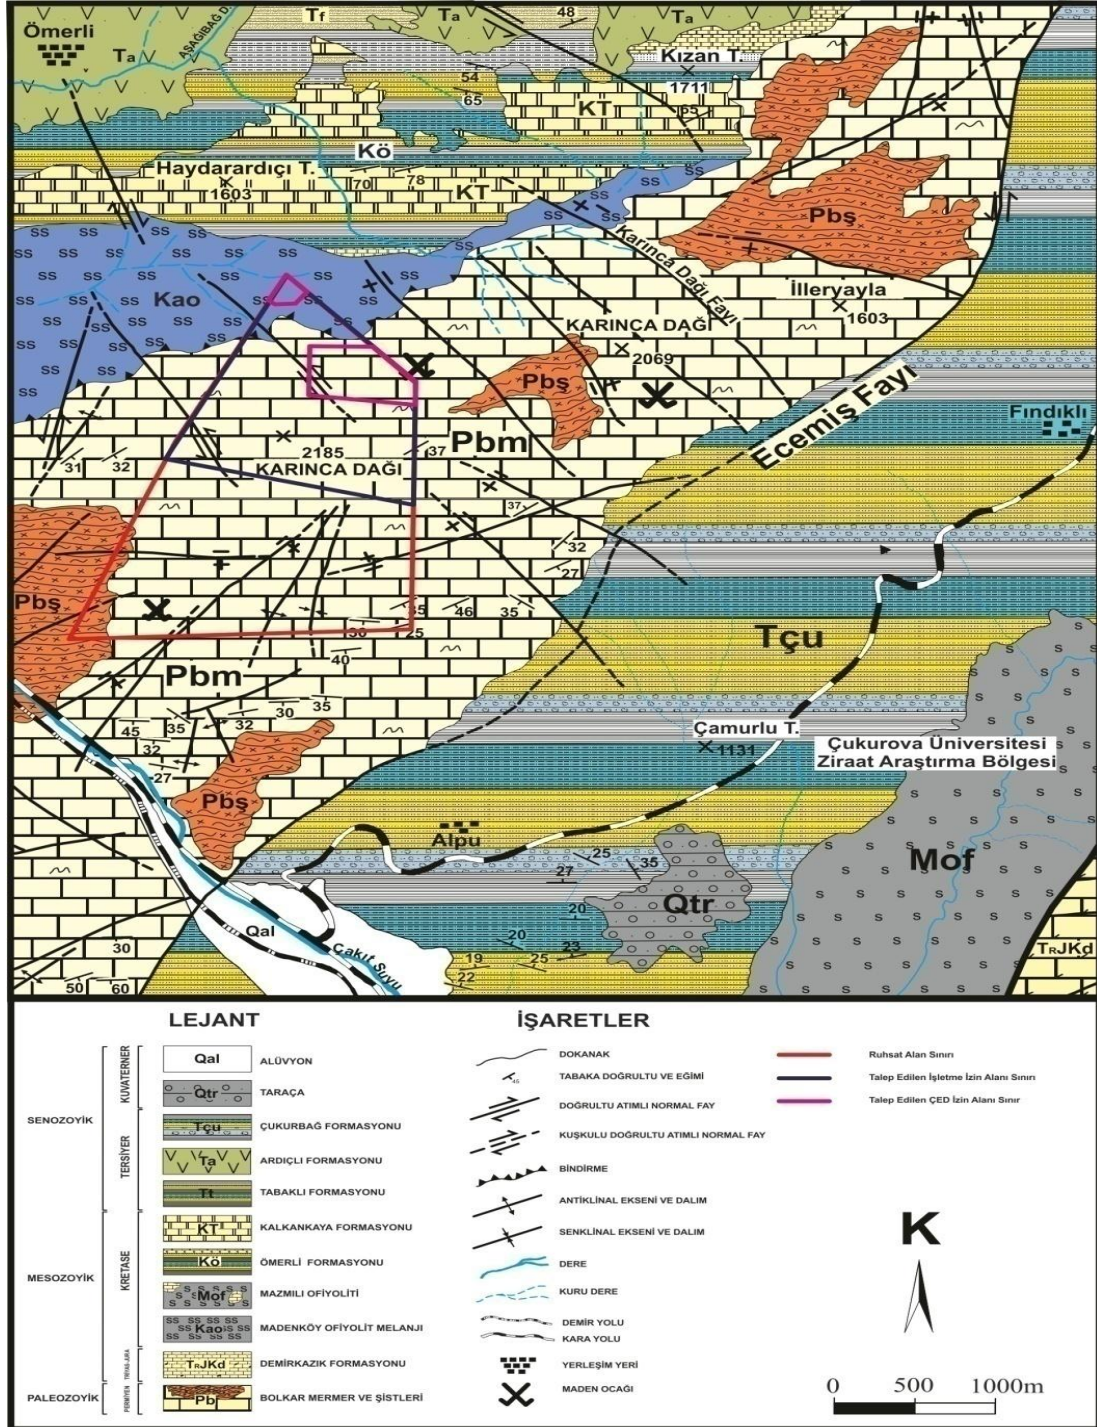 Ömerli
Ta
AŞAĞIBAĞ D.
Tf
Ta
48
Ta
Kızan T.
1711
54
65
KT
65
Kö
Haydarardıçı T.
1603
70
78
KT
Pbş
Karınca Dağı Fayı
İlleryayla
1603
Kao
KARINCA DAĞI
2069
Pbş
Ecemiş Fayı
Fındıklı
Pbm
37
2185
KARINCA DAĞI
31
32
37
32
27
Pbş
35
46
35
50
25
Tçu
40
Pbm
30
35
45
35
32
32
27
Çamurlu T.
1131
Çukurova Üniversitesi
Ziraat Araştırma Bölgesi
Pbş
Alpu
25
35
27
Mof
Qtr
20
Qal
20
23
Çakıt Suyu
30
19
25
22
TRJKd
50
60
LEJANT
SENOZOYİK
KUVATERNER
Qal
ALÜVYON
Qtr
TARAÇA
TERSİYER
Tçu
ÇUKURBAĞ FORMASYONU
Ta
ARDIÇLI FORMASYONU
Tt
TABAKLI FORMASYONU
MESOZOYİK
KRETASE
KT
KALKANKAYA FORMASYONU
Kö
ÖMERLİ FORMASYONU
Mof
MAZMILI OFİYOLİTİ
Kao
MADENKÖY OFİYOLİT MELANJI
TRJKd
DEMİRKAZIK FORMASYONU
PALEOZOYİK
PERMİYEN
Pb
BOLKAR MERMER VE ŞİSTLERİ
İŞARETLER
DOKANAK
45
TABAKA DOĞRULTU VE EĞİMİ
DOĞRULTU ATIMLI NORMAL FAY
KUŞKULU DOĞRULTU ATIMLI NORMAL FAY
BİNDİRME
ANTİKLİNAL EKSENİ VE DALIM
SENKLİNAL EKSENİ VE DALIM
DERE
KURU DERE
DEMİR YOLU
KARA YOLU
YERLEŞİM YERİ
MADEN OCAĞI
Ruhsat Alan Sınırı
Talep Edilen İşletme İzin Alanı Sınırı
Talep Edilen ÇED İzin Alanı Sınır
K
0 500 1000m